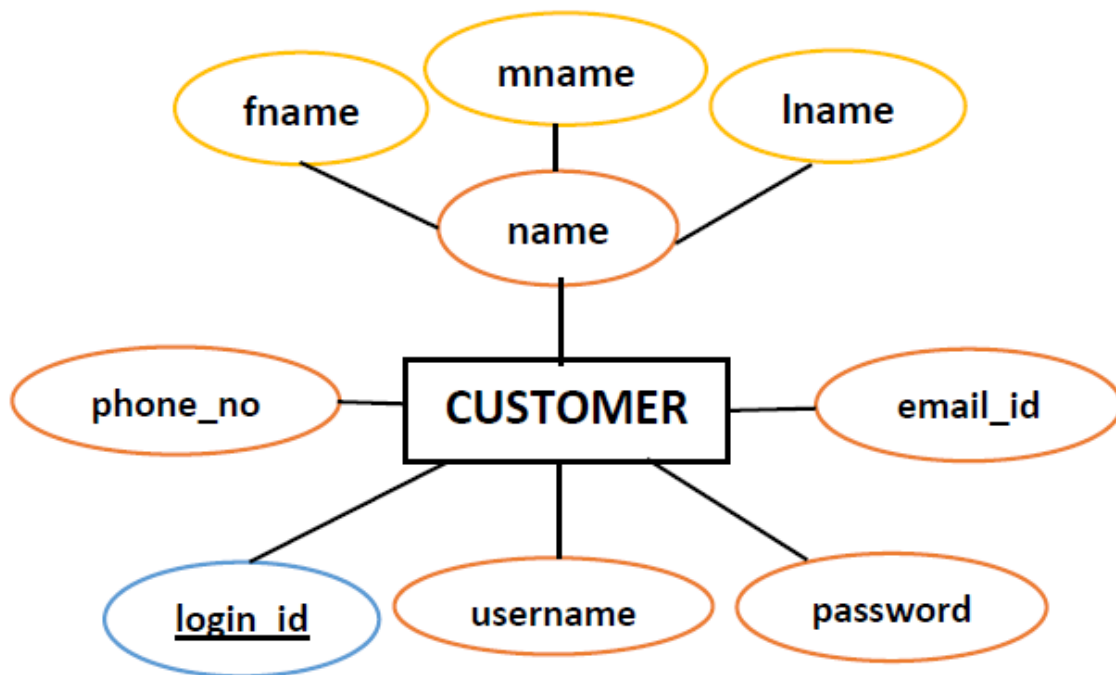 mname
fname
lname
name
phone_no
CUSTOMER
email_id
login_id
username
password